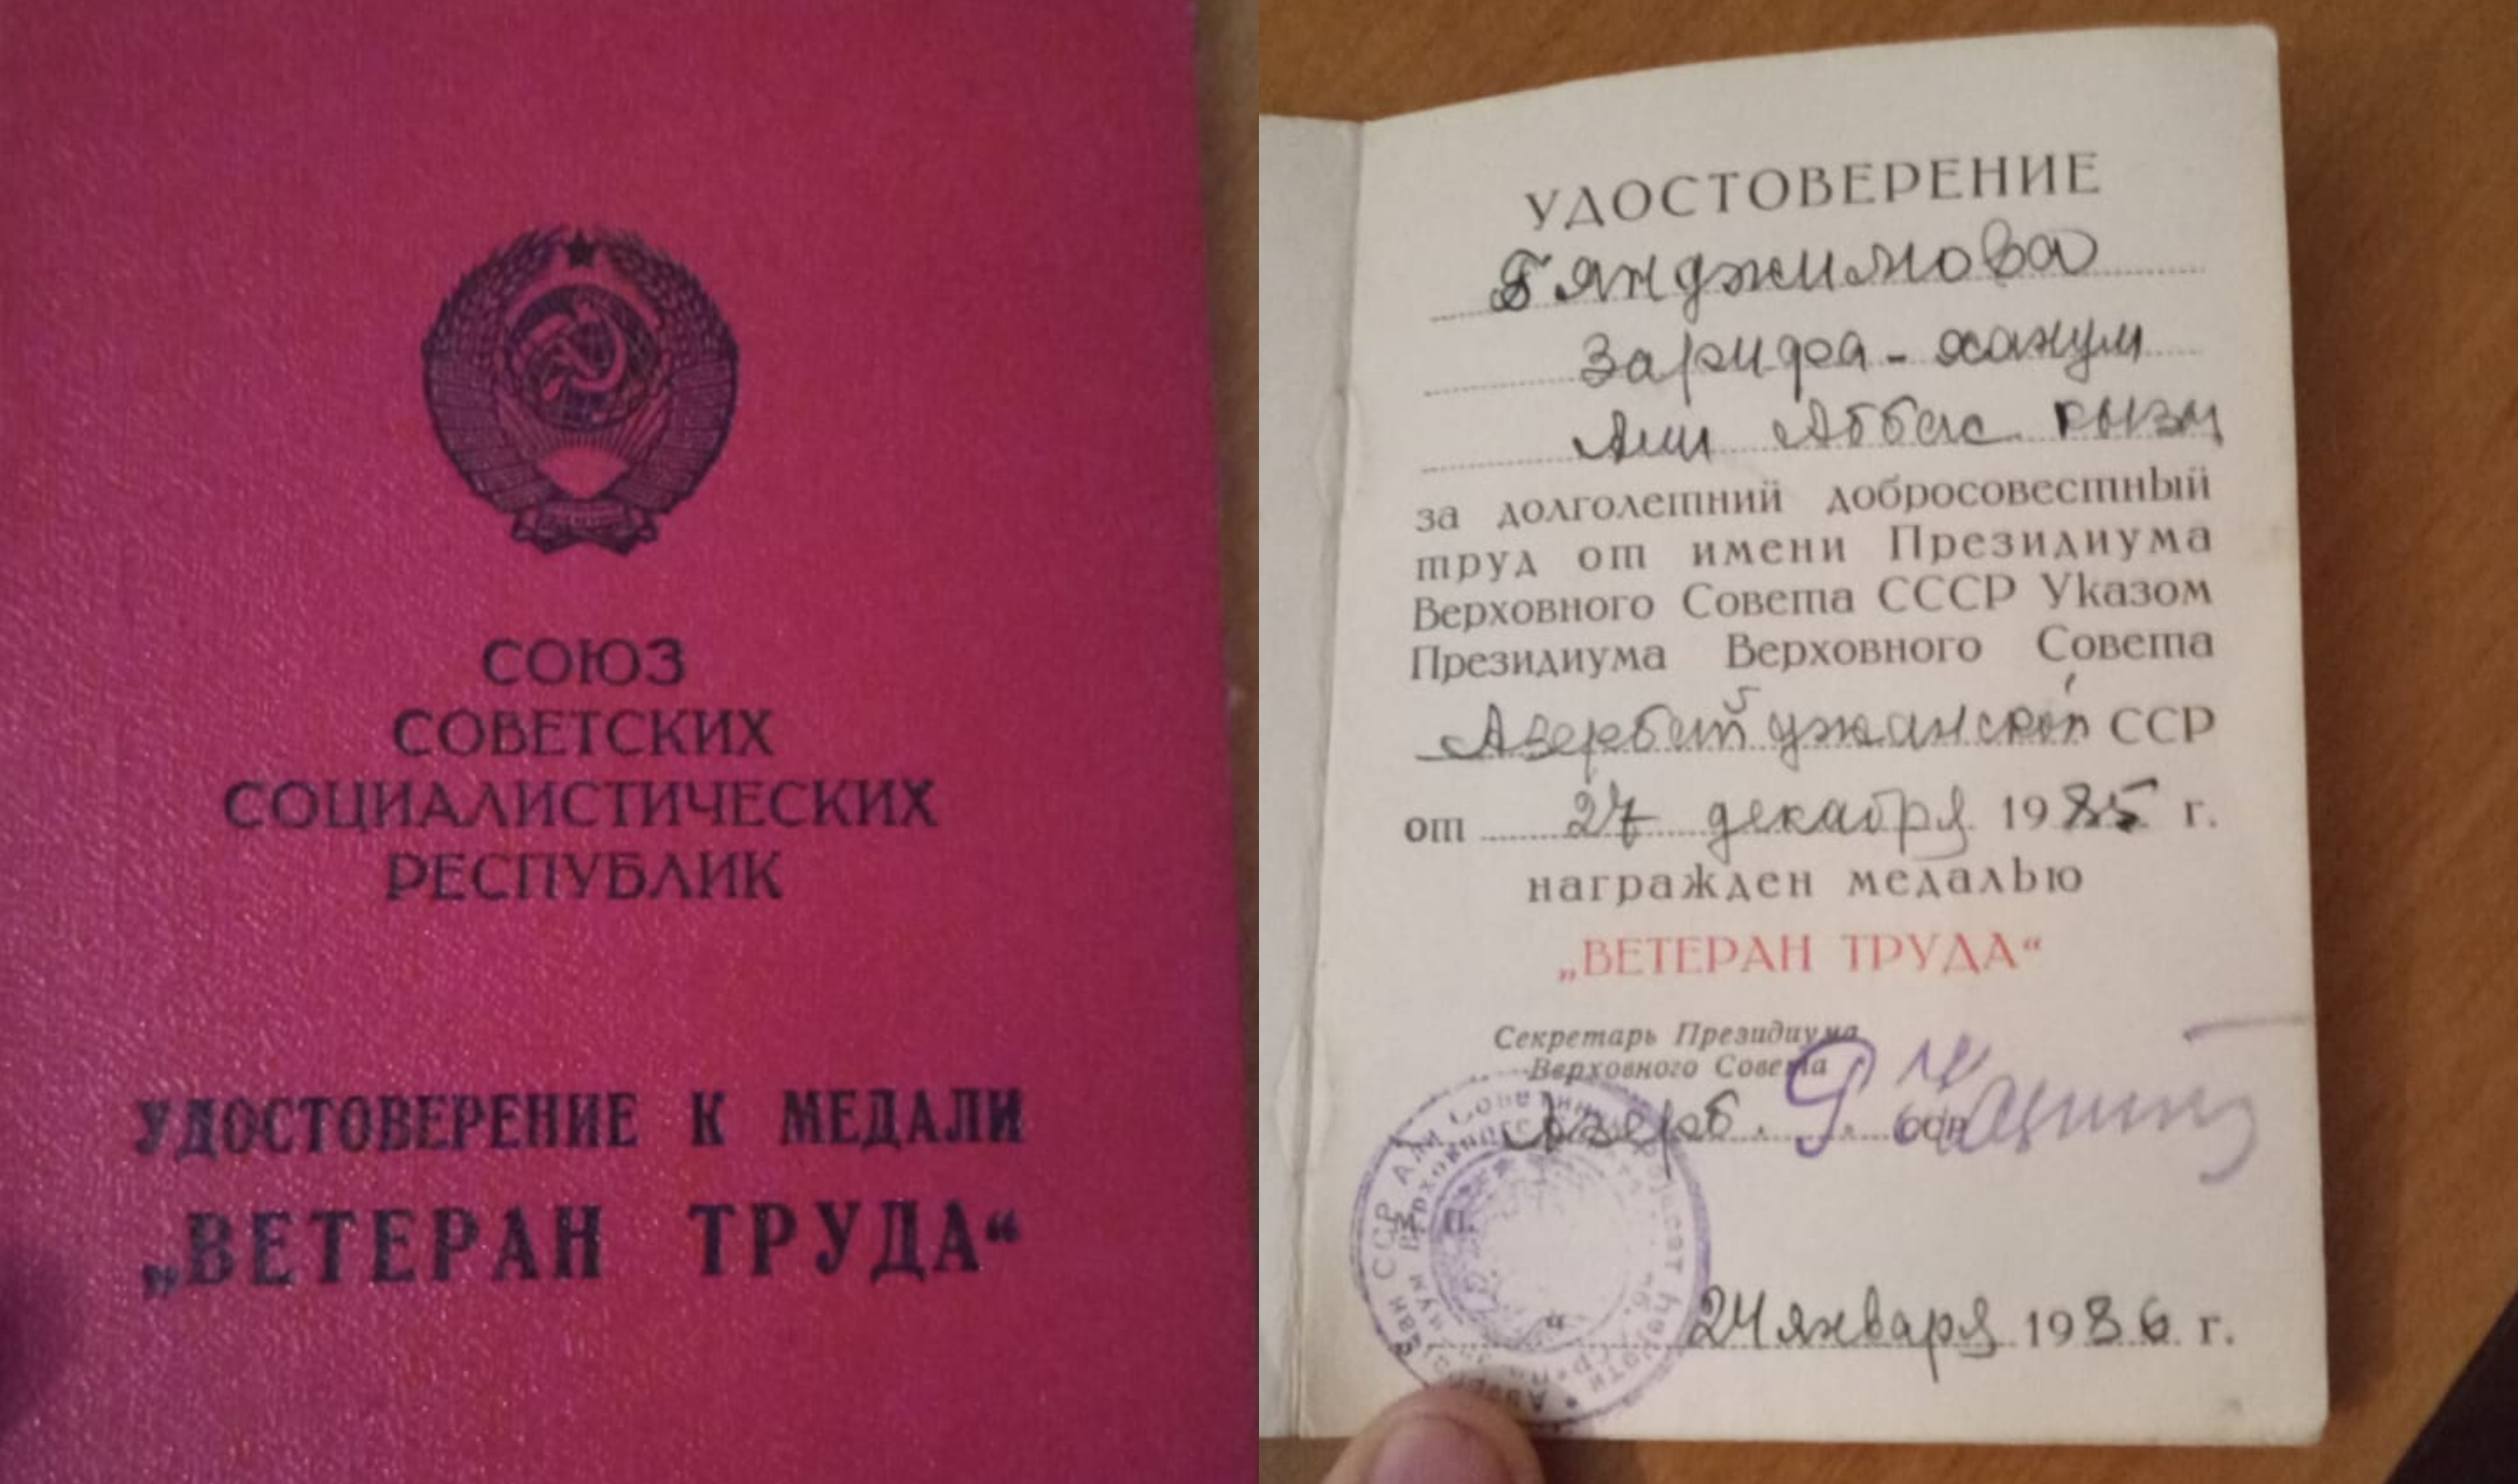 СОЮЗ
СОВЕТСКИХ
СОЦИАЛИСТИЧЕСКИХ
РЕСПУБЛИК
УДОСТОВЕРЕНИЕ К МЕДАЛИ
„ВЕТЕРАН ТРУДА“
УДОСТОВЕРЕНИЕ
Гянджимова
Зарифа-ханум
Али Аббас кызы
за долголетний добросовестный
труд от имени Президиума
Верховного Совета СССР Указом
Президиума Верховного Совета
Азербайджанской ССР
от 27 декабря 1985 г.
награжден медалью
„ВЕТЕРАН ТРУДА“
Секретарь Президиума
Верховного Совета
Азерб. ССР
М. П.
24 января 1986 г.